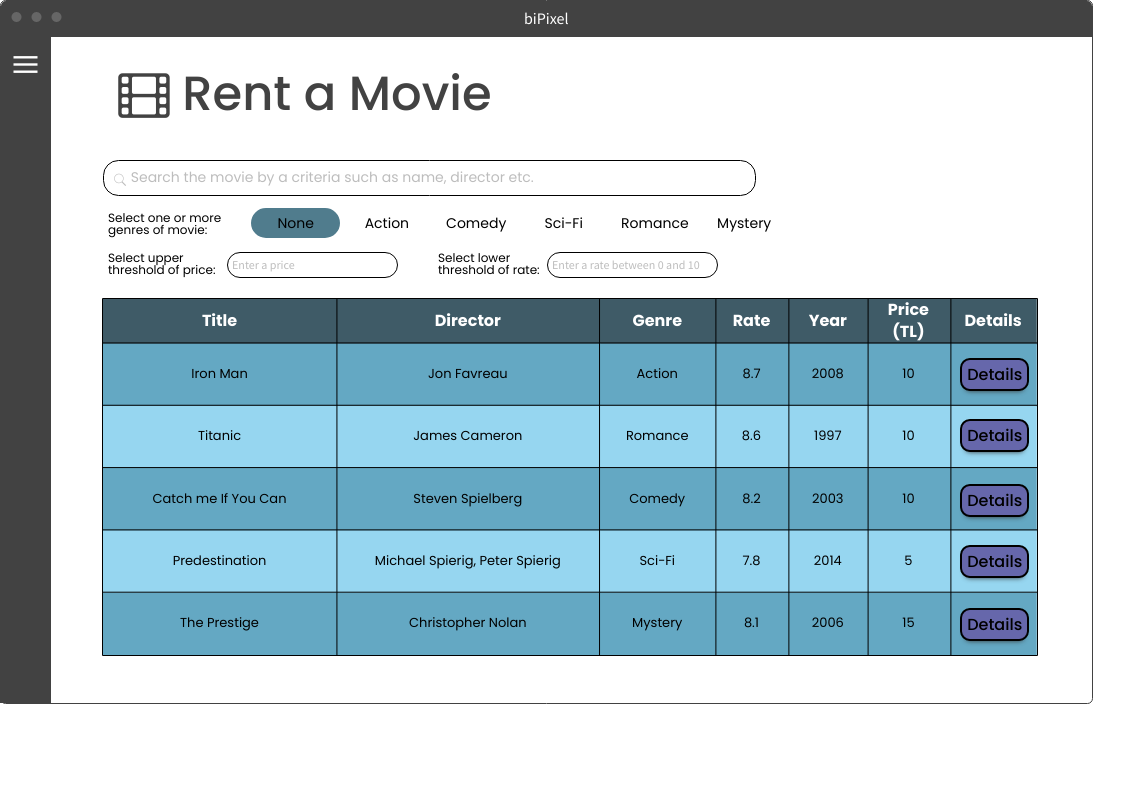 biPixel
Rent a Movie
Search the movie by a criteria such as name, director etc.
Select one or more
genres of movie:
None Action Comedy Sci-Fi Romance Mystery
Select upper
threshold of price:
Enter a price
Select lower
threshold of rate:
Enter a rate between 0 and 10
Title Director Genre Rate Year Price
(TL) Details
Iron Man Jon Favreau Action 8.7 2008 10 Details
Titanic James Cameron Romance 8.6 1997 10 Details
Catch me If You Can Steven Spielberg Comedy 8.2 2003 10 Details
Predestination Michael Spierig, Peter Spierig Sci-Fi 7.8 2014 5 Details
The Prestige Christopher Nolan Mystery 8.1 2006 15 Details